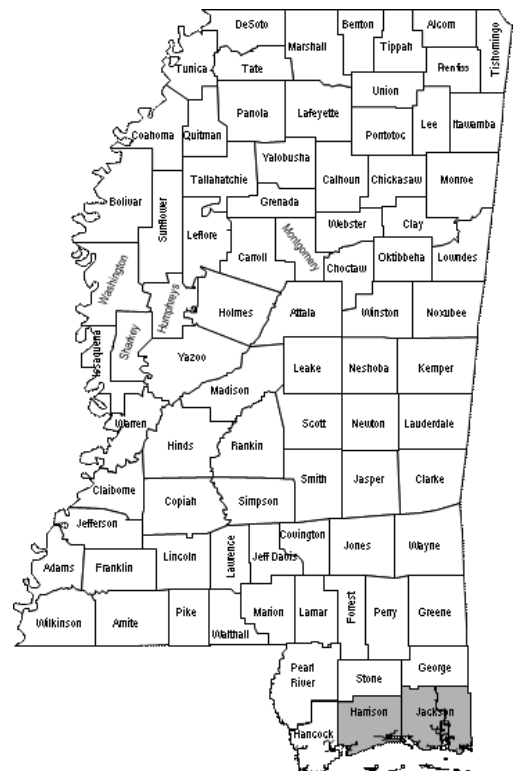 DeSoto
Benton
Alcorn
Tishomingo
Marshall
Tippah
Tunica
Tate
Prentiss
Union
Panola
Lafeyette
Lee
Itawamba
Coahoma
Quitman
Pontotoc
Yalobusha
Tallahatchie
Calhoun
Chickasaw
Monroe
Bolivar
Sunflower
Grenada
Leflore
Webster
Clay
Montgomery
Carroll
Choctaw
Oktibbeha
Lowndes
Washington
Humphreys
Holmes
Attala
Winston
Noxubee
Sharkey
Yazoo
Leake
Neshoba
Kemper
Madison
Warren
Hinds
Rankin
Scott
Newton
Lauderdale
Claiborne
Copiah
Simpson
Smith
Jasper
Clarke
Jefferson
Lincoln
Lawrence
Covington
Jeff Davis
Jones
Wayne
Adams
Franklin
Wilkinson
Amite
Pike
Walthall
Marion
Lamar
Forrest
Perry
Greene
Pearl
River
Stone
George
Hancock
Harrison
Jackson